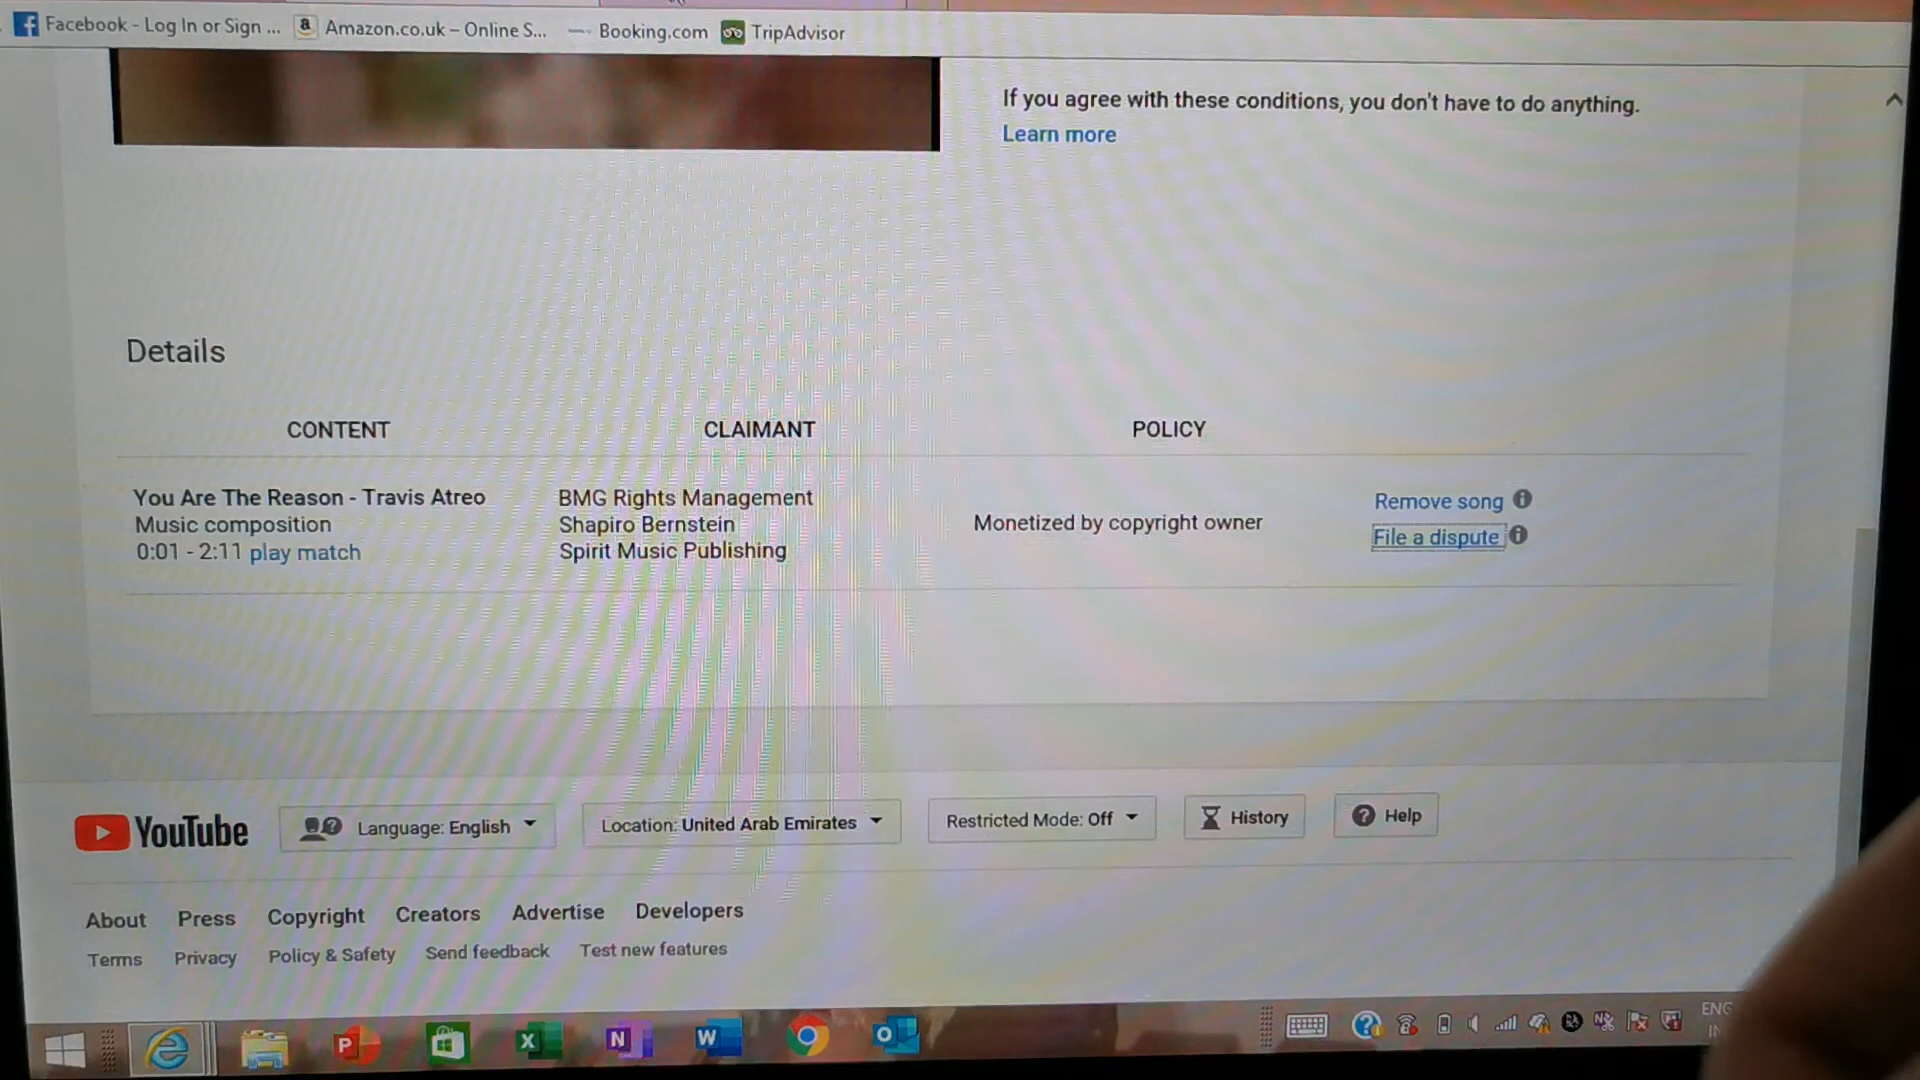 Facebook - Log In or Sign ... Amazon.co.uk – Online S... Booking.com TripAdvisor
If you agree with these conditions, you don't have to do anything.
Learn more
Details
CONTENT CLAIMANT POLICY
You Are The Reason - Travis Atreo
Music composition
0:01 - 2:11 play match
BMG Rights Management
Shapiro Bernstein
Spirit Music Publishing
Monetized by copyright owner
Remove song
File a dispute
YouTube Language: English Location: United Arab Emirates Restricted Mode: Off History Help
About Press Copyright Creators Advertise Developers
Terms Privacy Policy & Safety Send feedback Test new features
ENG